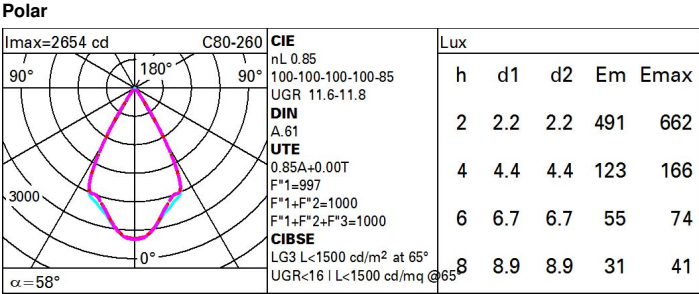 Polar
Imax=2654 cd C80-260
90° 180° 90°
3000
0°
α=58°
CIE
nL 0.85
100-100-100-100-85
UGR 11.6-11.8
DIN
A.61
UTE
0.85A+0.00T
F"1=997
F"1+F"2=1000
F"1+F"2+F"3=1000
CIBSE
LG3 L<1500 cd/m² at 65°
UGR<16 | L<1500 cd/mq @65°
Lux
h d1 d2 Em Emax
2 2.2 2.2 491 662
4 4.4 4.4 123 166
6 6.7 6.7 55 74
8 8.9 8.9 31 41